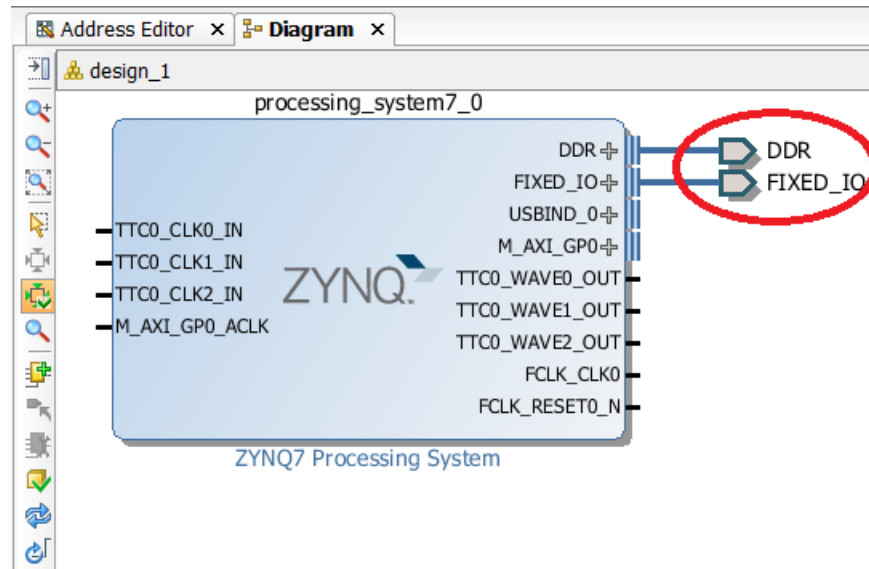 Address Editor × Diagram ×
design_1
processing_system7_0
DDR
FIXED_IO
USBIND_0
M_AXI_GP0
TTC0_WAVE0_OUT
TTC0_WAVE1_OUT
TTC0_WAVE2_OUT
FCLK_CLK0
FCLK_RESET0_N
TTC0_CLK0_IN
TTC0_CLK1_IN
TTC0_CLK2_IN
M_AXI_GP0_ACLK
ZYNQ
ZYNQ7 Processing System
DDR
FIXED_IO